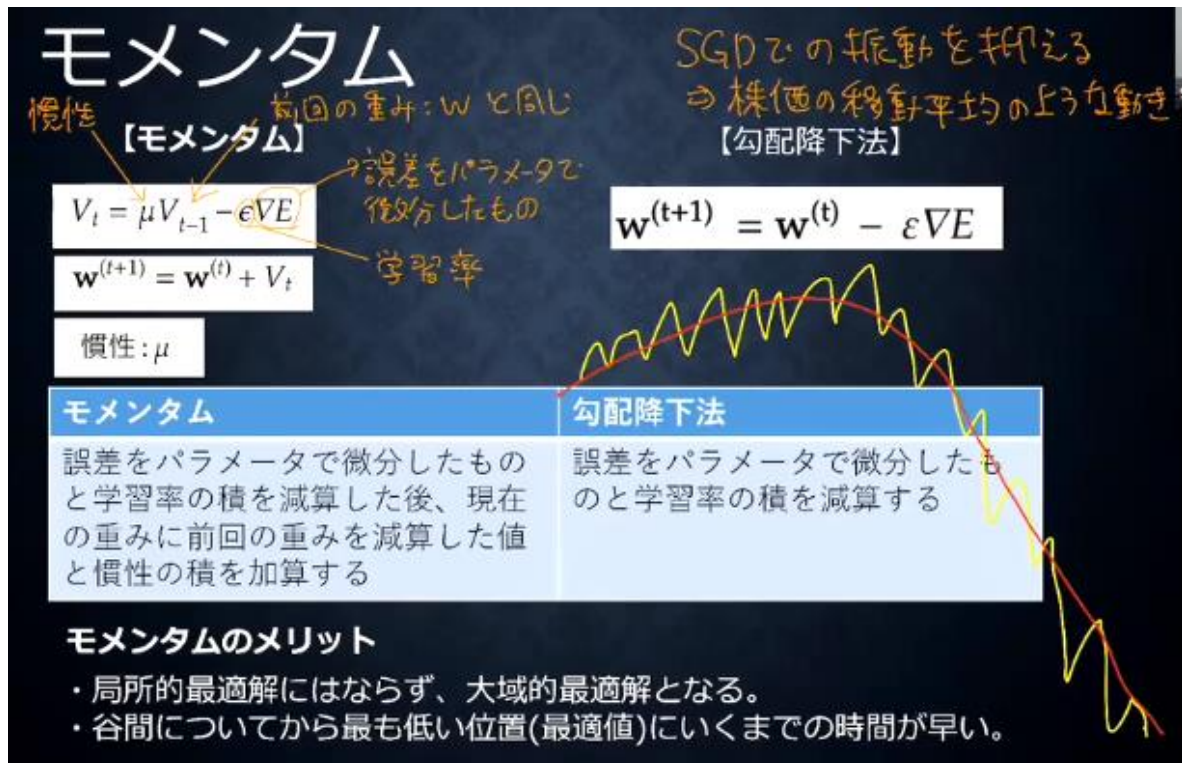 モメンタム
SGDでの振動を抑える
⇒ 株価の移動平均のような動き
慣性
前回の重み:Wと同じ
【モメンタム】
【勾配降下法】
誤差をパラメータで
微分したもの
V_t = μV_{t-1} − ϵ∇E
学習率
w^{(t+1)} = w^{(t)} + V_t
慣性:μ
w^{(t+1)} = w^{(t)} − ε∇E
モメンタム
勾配降下法
誤差をパラメータで微分したもの
と学習率の積を減算した後、現在
の重みに前回の重みを減算した値
と慣性の積を加算する
誤差をパラメータで微分したも
のと学習率の積を減算する
モメンタムのメリット
・局所的最適解にはならず、大域的最適解となる。
・谷間についてから最も低い位置(最適値)にいくまでの時間が早い。